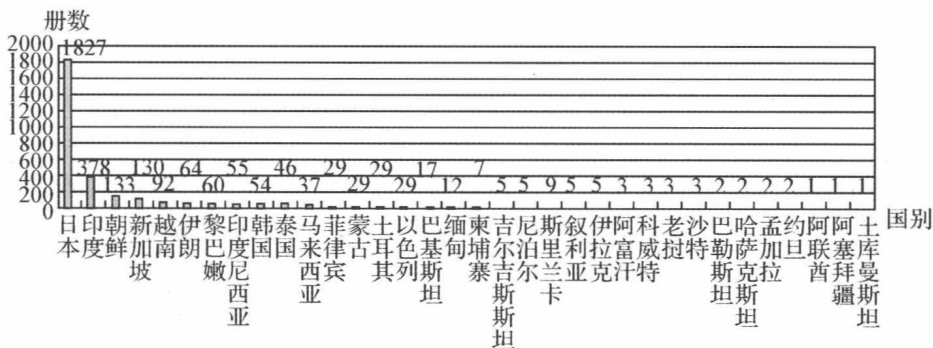 册数
2000
1800
1600
1400
1200
1000
800
600
400
200
0
1827
378
133
130
92
64
60
55
54
46
37
29
29
29
29
17
12
7
5
5
9
5
5
3
3
3
3
2
2
2
2
1
1
1
日本
印度
朝鲜
新加坡
越南
伊朗
黎巴嫩
印度尼西亚
韩国
泰国
马来西亚
菲律宾
蒙古
土耳其
以色列
巴基斯坦
缅甸
柬埔寨
吉尔吉斯斯坦
尼泊尔
斯里兰卡
叙利亚
伊拉克
阿富汗
科威特
老挝
沙特
巴勒斯坦
哈萨克斯坦
孟加拉
约旦
阿联酋
阿塞拜疆
土库曼斯坦
国别